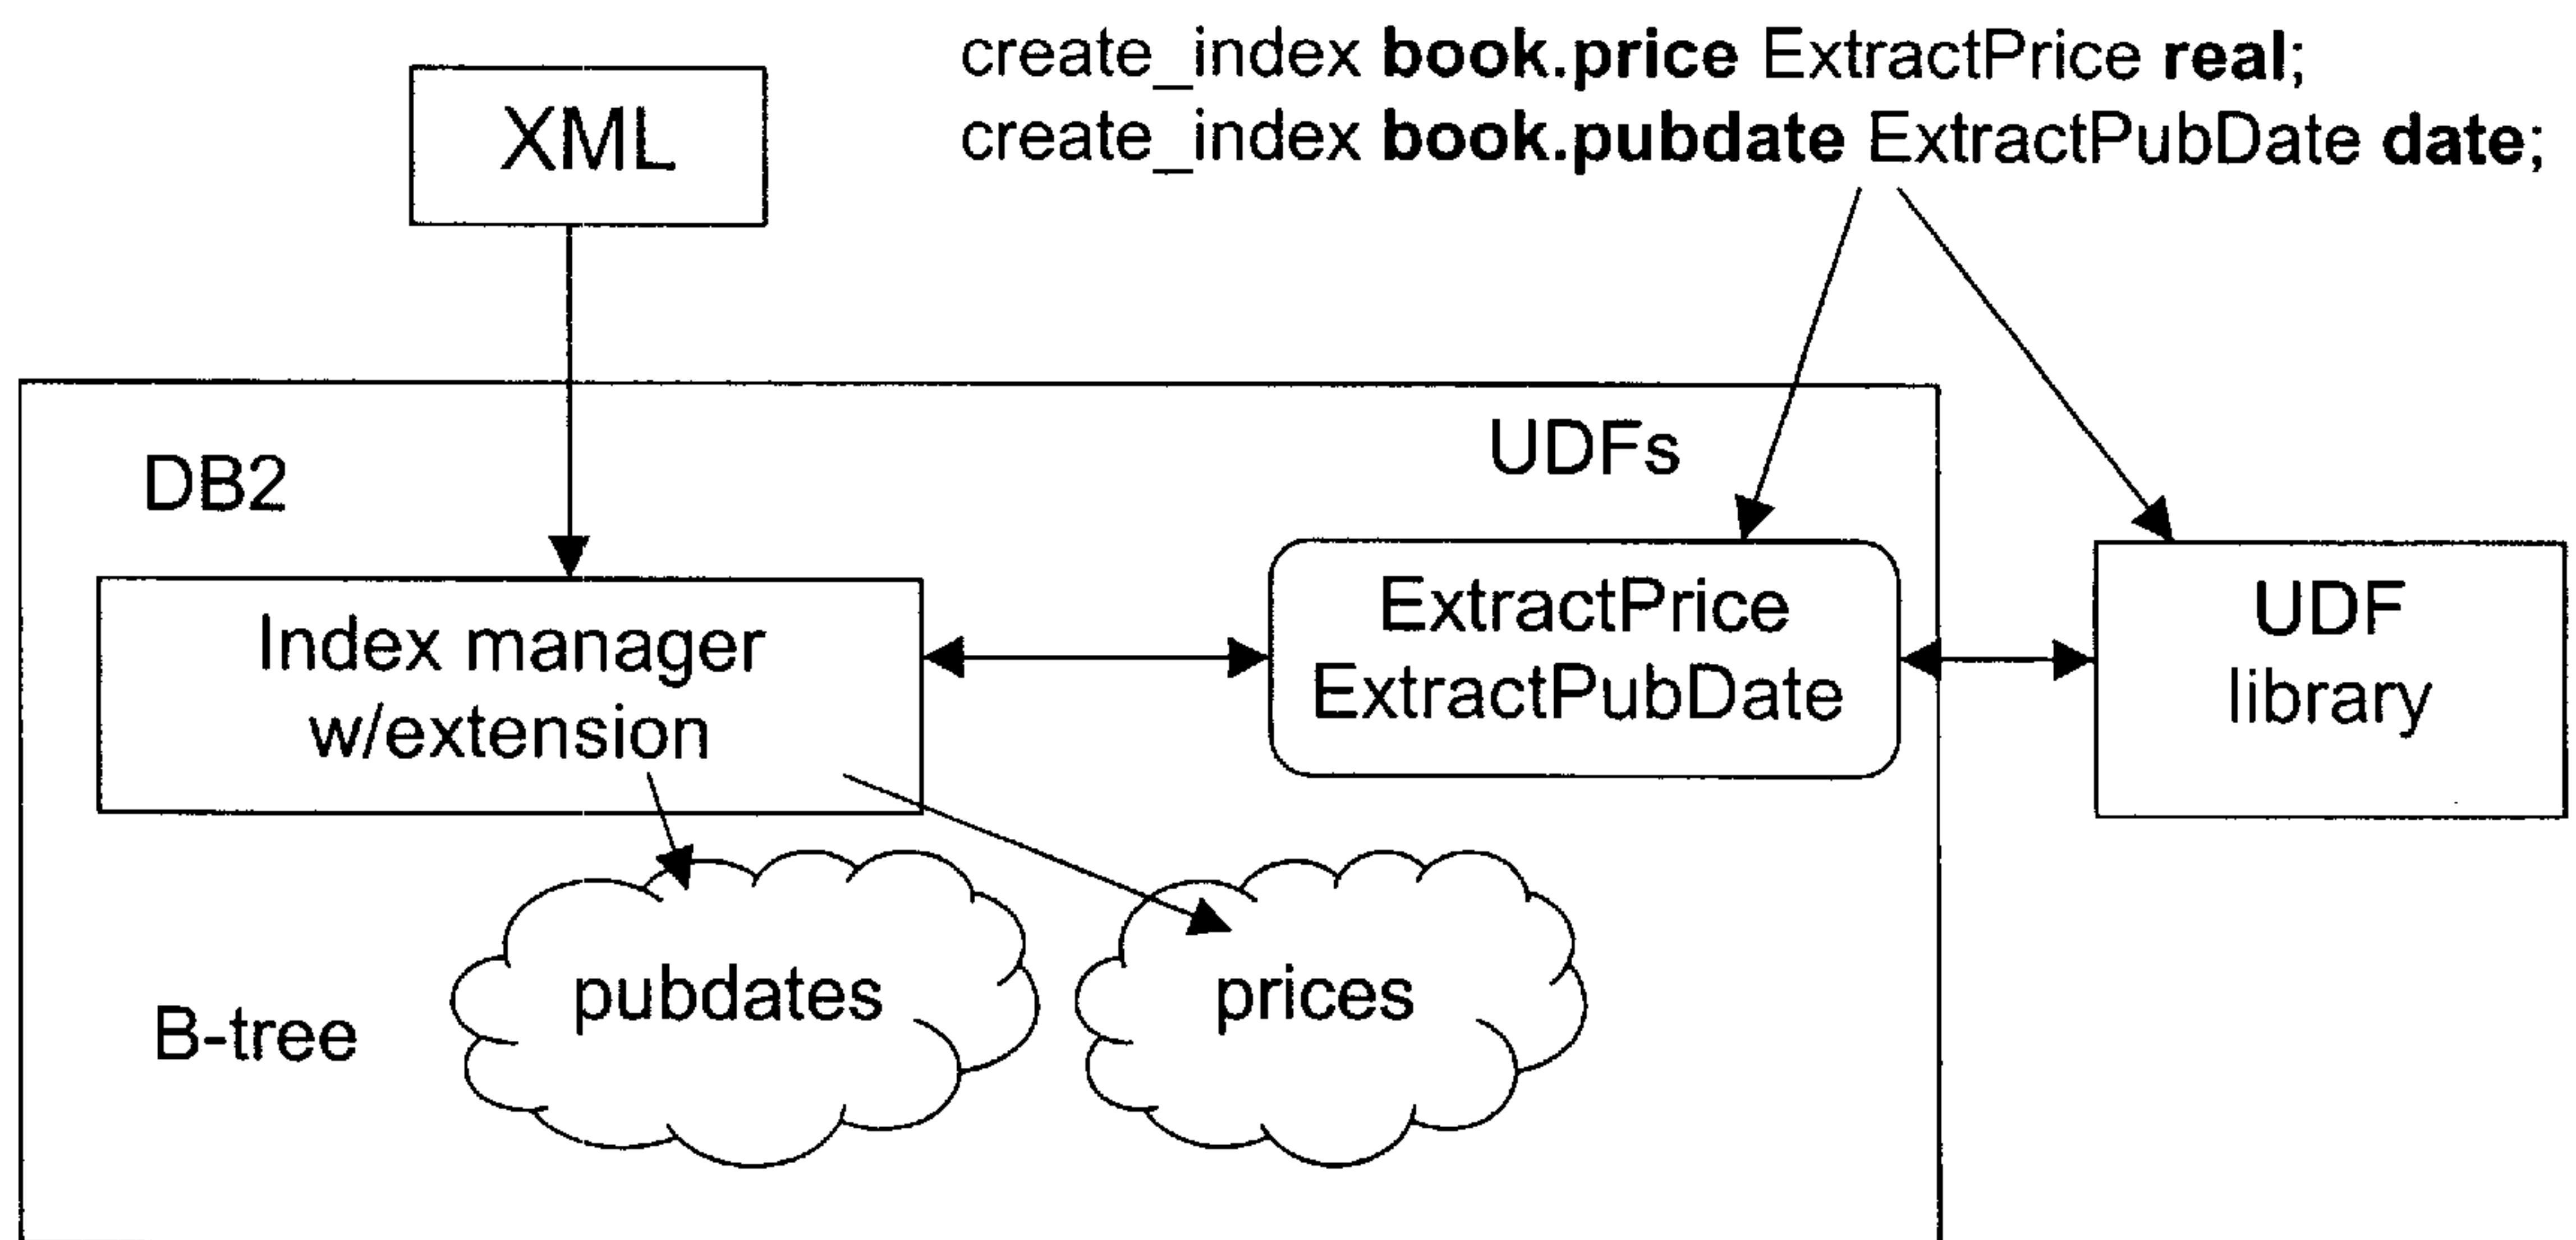 create_index book.price ExtractPrice real;
create_index book.pubdate ExtractPubDate date;
XML
DB2
UDFs
Index manager
w/extension
ExtractPrice
ExtractPubDate
UDF
library
B-tree
pubdates
prices